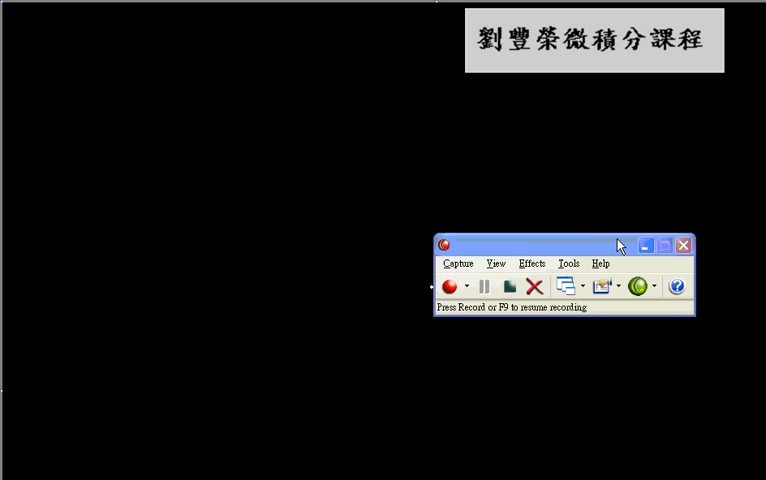 劉豐榮微積分課程
Capture View Effects Tools Help
Press Record or F9 to resume recording